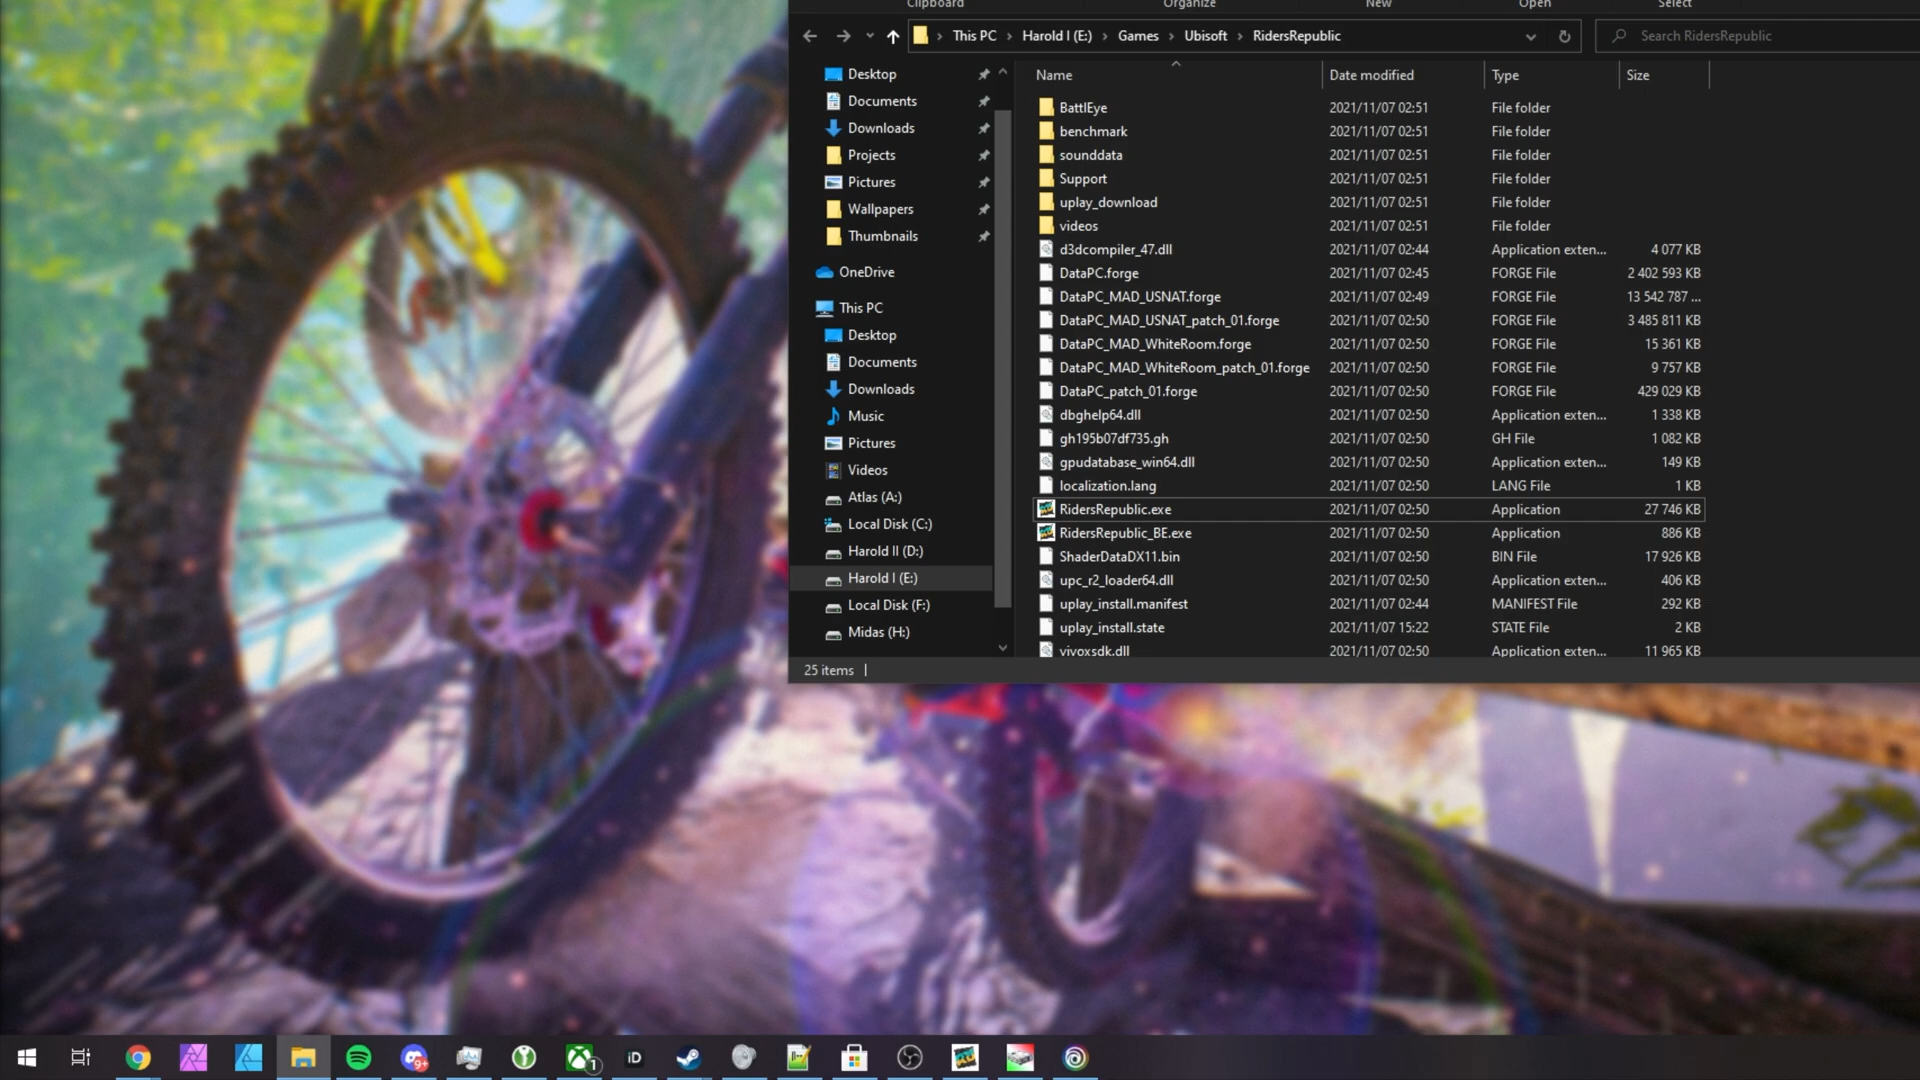 Clipboard Organize New Open Select
This PC Harold I (E:) Games Ubisoft RidersRepublic Search RidersRepublic
Name Date modified Type Size
Desktop
Documents
Downloads
Projects
Pictures
Wallpapers
Thumbnails
OneDrive
This PC
Desktop
Documents
Downloads
Music
Pictures
Videos
Atlas (A:)
Local Disk (C:)
Harold II (D:)
Harold I (E:)
Local Disk (F:)
Midas (H:)
BattlEye 2021/11/07 02:51 File folder
benchmark 2021/11/07 02:51 File folder
sounddata 2021/11/07 02:51 File folder
Support 2021/11/07 02:51 File folder
uplay_download 2021/11/07 02:51 File folder
videos 2021/11/07 02:51 File folder
d3dcompiler_47.dll 2021/11/07 02:44 Application exten... 4 077 KB
DataPC.forge 2021/11/07 02:45 FORGE File 2 402 593 KB
DataPC_MAD_USNAT.forge 2021/11/07 02:49 FORGE File 13 542 787 ...
DataPC_MAD_USNAT_patch_01.forge 2021/11/07 02:50 FORGE File 3 485 811 KB
DataPC_MAD_WhiteRoom.forge 2021/11/07 02:50 FORGE File 15 361 KB
DataPC_MAD_WhiteRoom_patch_01.forge 2021/11/07 02:50 FORGE File 9 757 KB
DataPC_patch_01.forge 2021/11/07 02:50 FORGE File 429 029 KB
dbghelp64.dll 2021/11/07 02:50 Application exten... 1 338 KB
gh195b07df735.gh 2021/11/07 02:50 GH File 1 082 KB
gpudatabase_win64.dll 2021/11/07 02:50 Application exten... 149 KB
localization.lang 2021/11/07 02:50 LANG File 1 KB
RidersRepublic.exe 2021/11/07 02:50 Application 27 746 KB
RidersRepublic_BE.exe 2021/11/07 02:50 Application 886 KB
ShaderDataDX11.bin 2021/11/07 02:50 BIN File 17 926 KB
upc_r2_loader64.dll 2021/11/07 02:50 Application exten... 406 KB
uplay_install.manifest 2021/11/07 02:44 MANIFEST File 292 KB
uplay_install.state 2021/11/07 15:22 STATE File 2 KB
vivoxsdk.dll 2021/11/07 02:50 Application exten... 11 965 KB
25 items
9+
1
iD